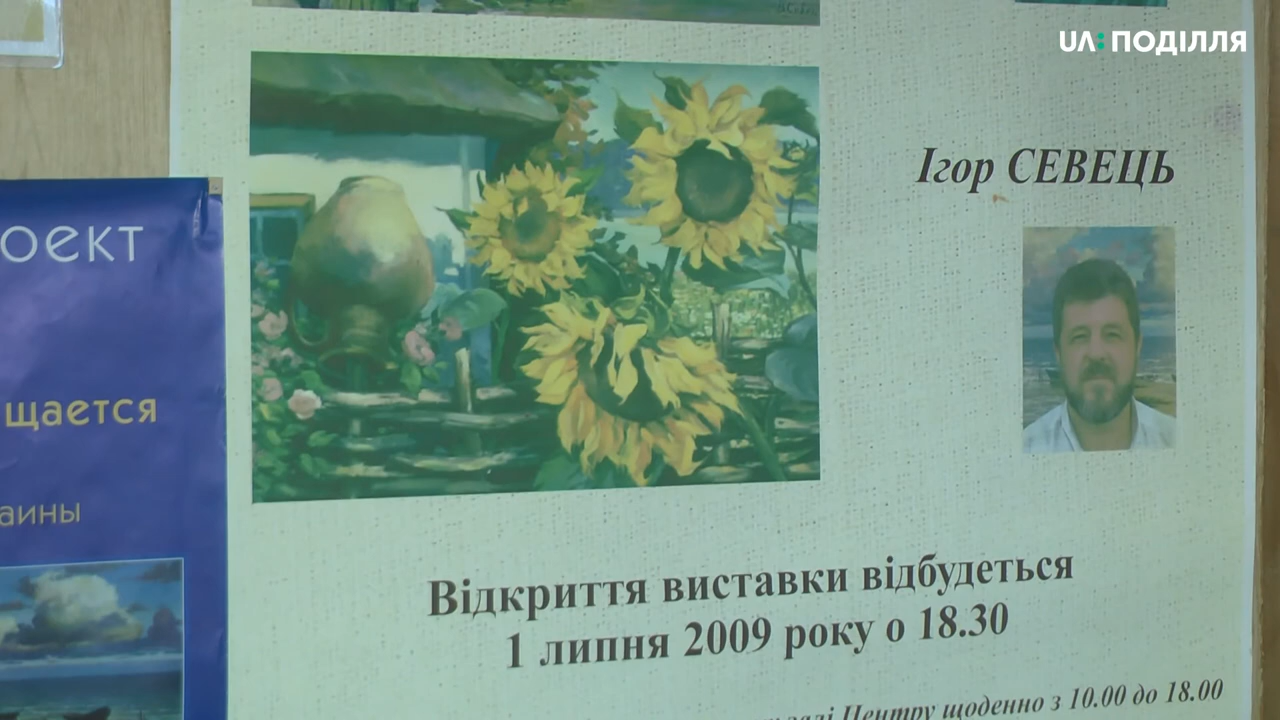 UA: ПОДІЛЛЯ
Ігор СЕВЕЦЬ
оект
щается
аины
Відкриття виставки відбудеться
1 липня 2009 року о 18.30
Центру щоденно з 10.00 до 18.00